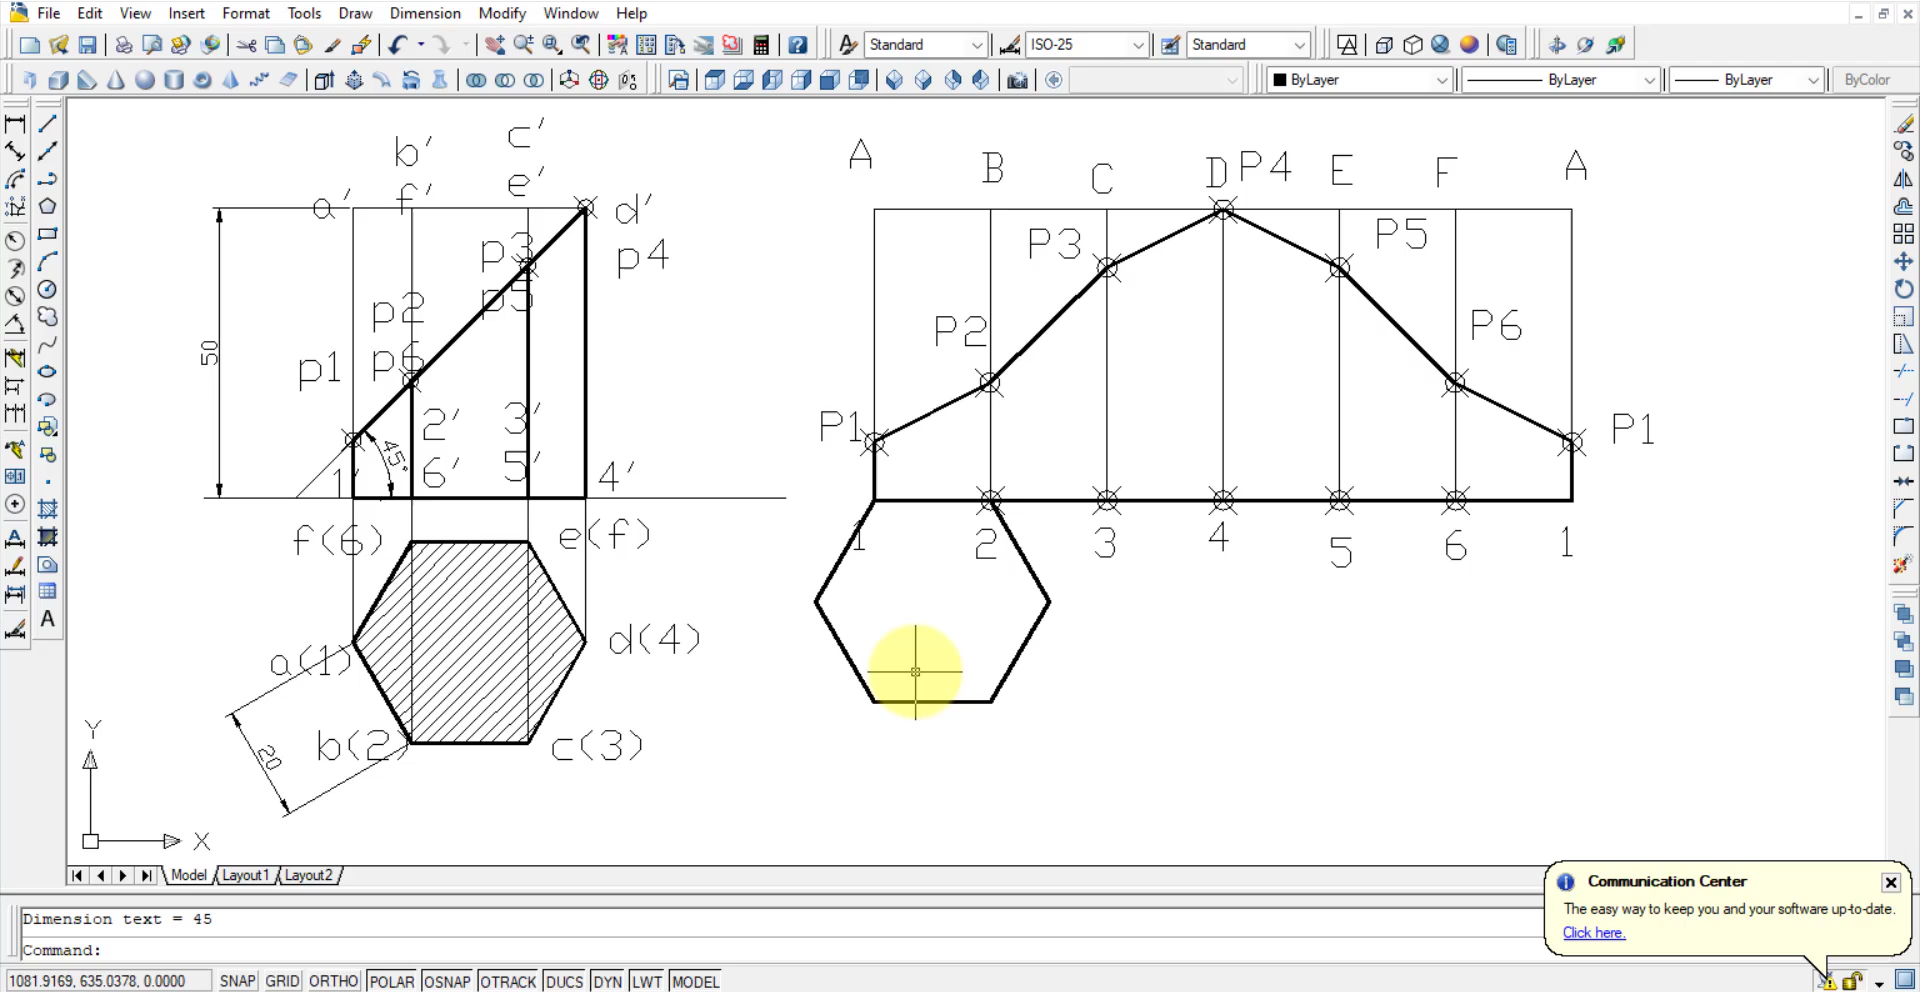 File Edit View Insert Format Tools Draw Dimension Modify Window Help
Standard ISO-25 Standard
ByLayer ByLayer ByLayer ByColor
b' c'
a' f' e' d'
p3 p4
p2 p5
p1 p6
50
45°
2' 3'
1' 6' 5' 4'
f(6) e(f)
a(1) d(4)
b(2) c(3)
20
A B C D P4 E F A
P3 P5
P2 P6
P1 P1
1 2 3 4 5 6 1
Y
X
Model Layout1 Layout2
Dimension text = 45
Command:
Communication Center
The easy way to keep you and your software up-to-date.
Click here.
1081.9169, 635.0378, 0.0000 SNAP GRID ORTHO POLAR OSNAP OTRACK DUCS DYN LWT MODEL